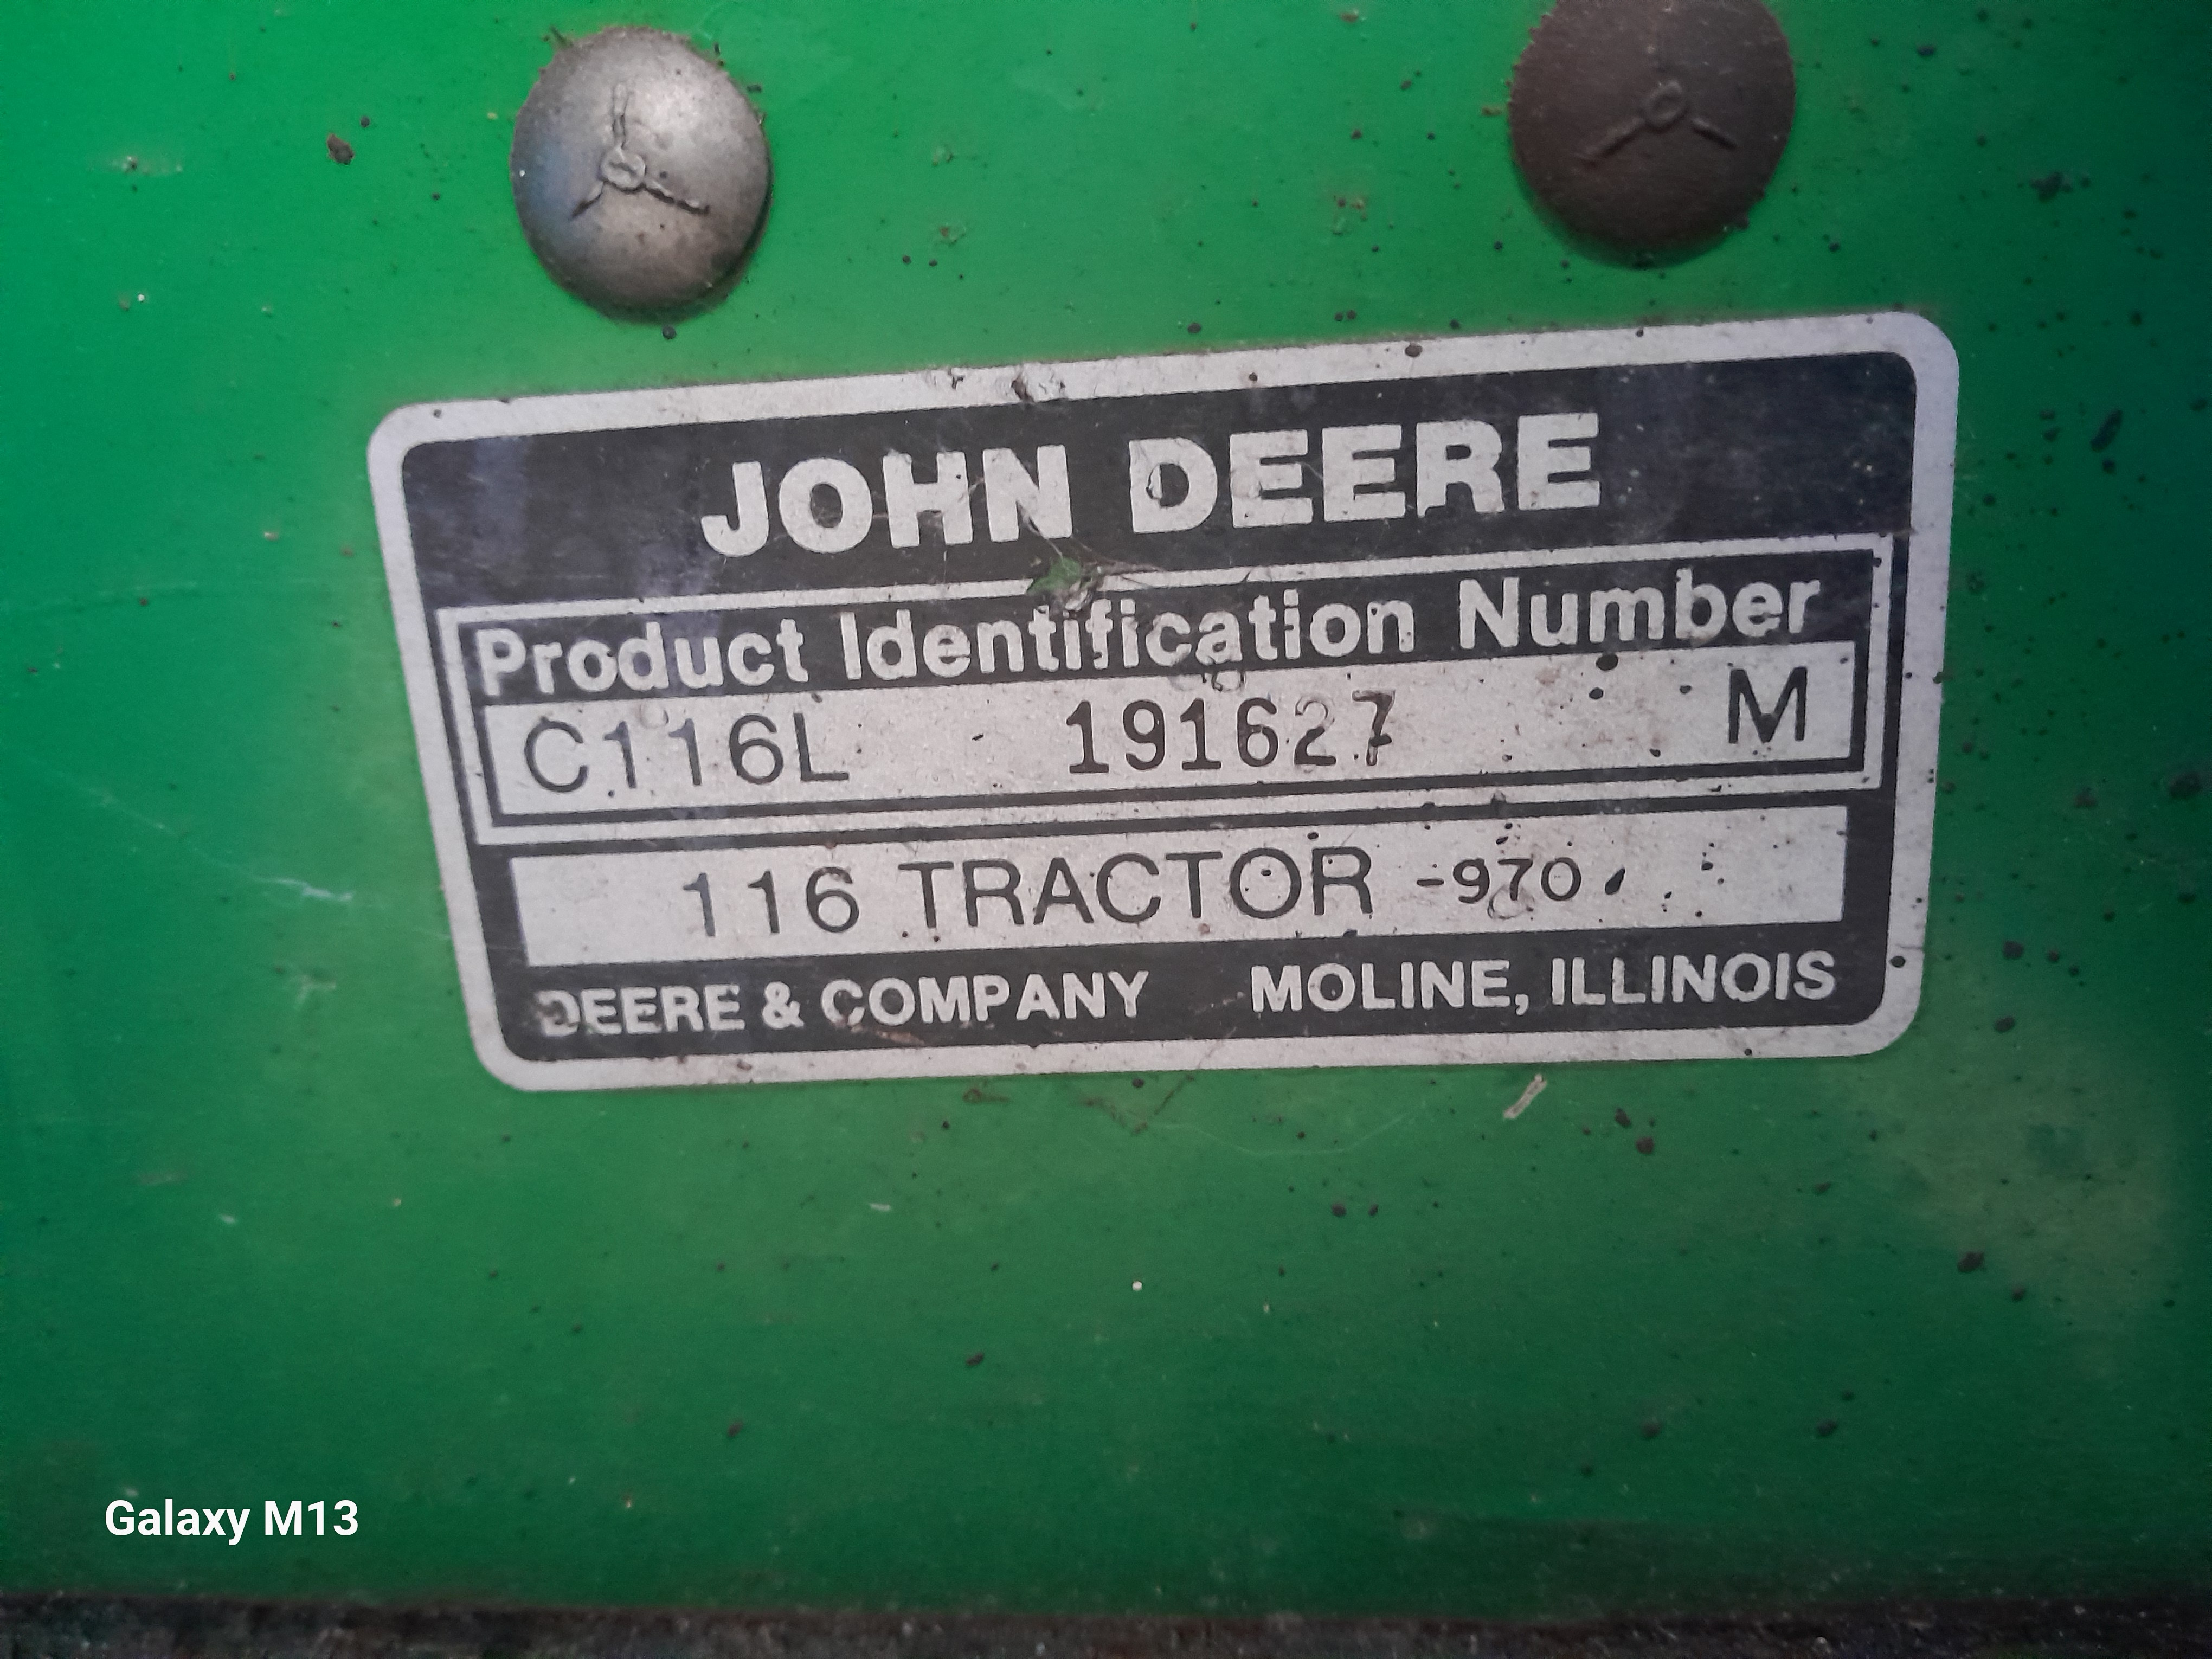 JOHN DEERE
Product Identification Number
C116L 191627 M
116 TRACTOR -970
DEERE & COMPANY MOLINE, ILLINOIS
Galaxy M13